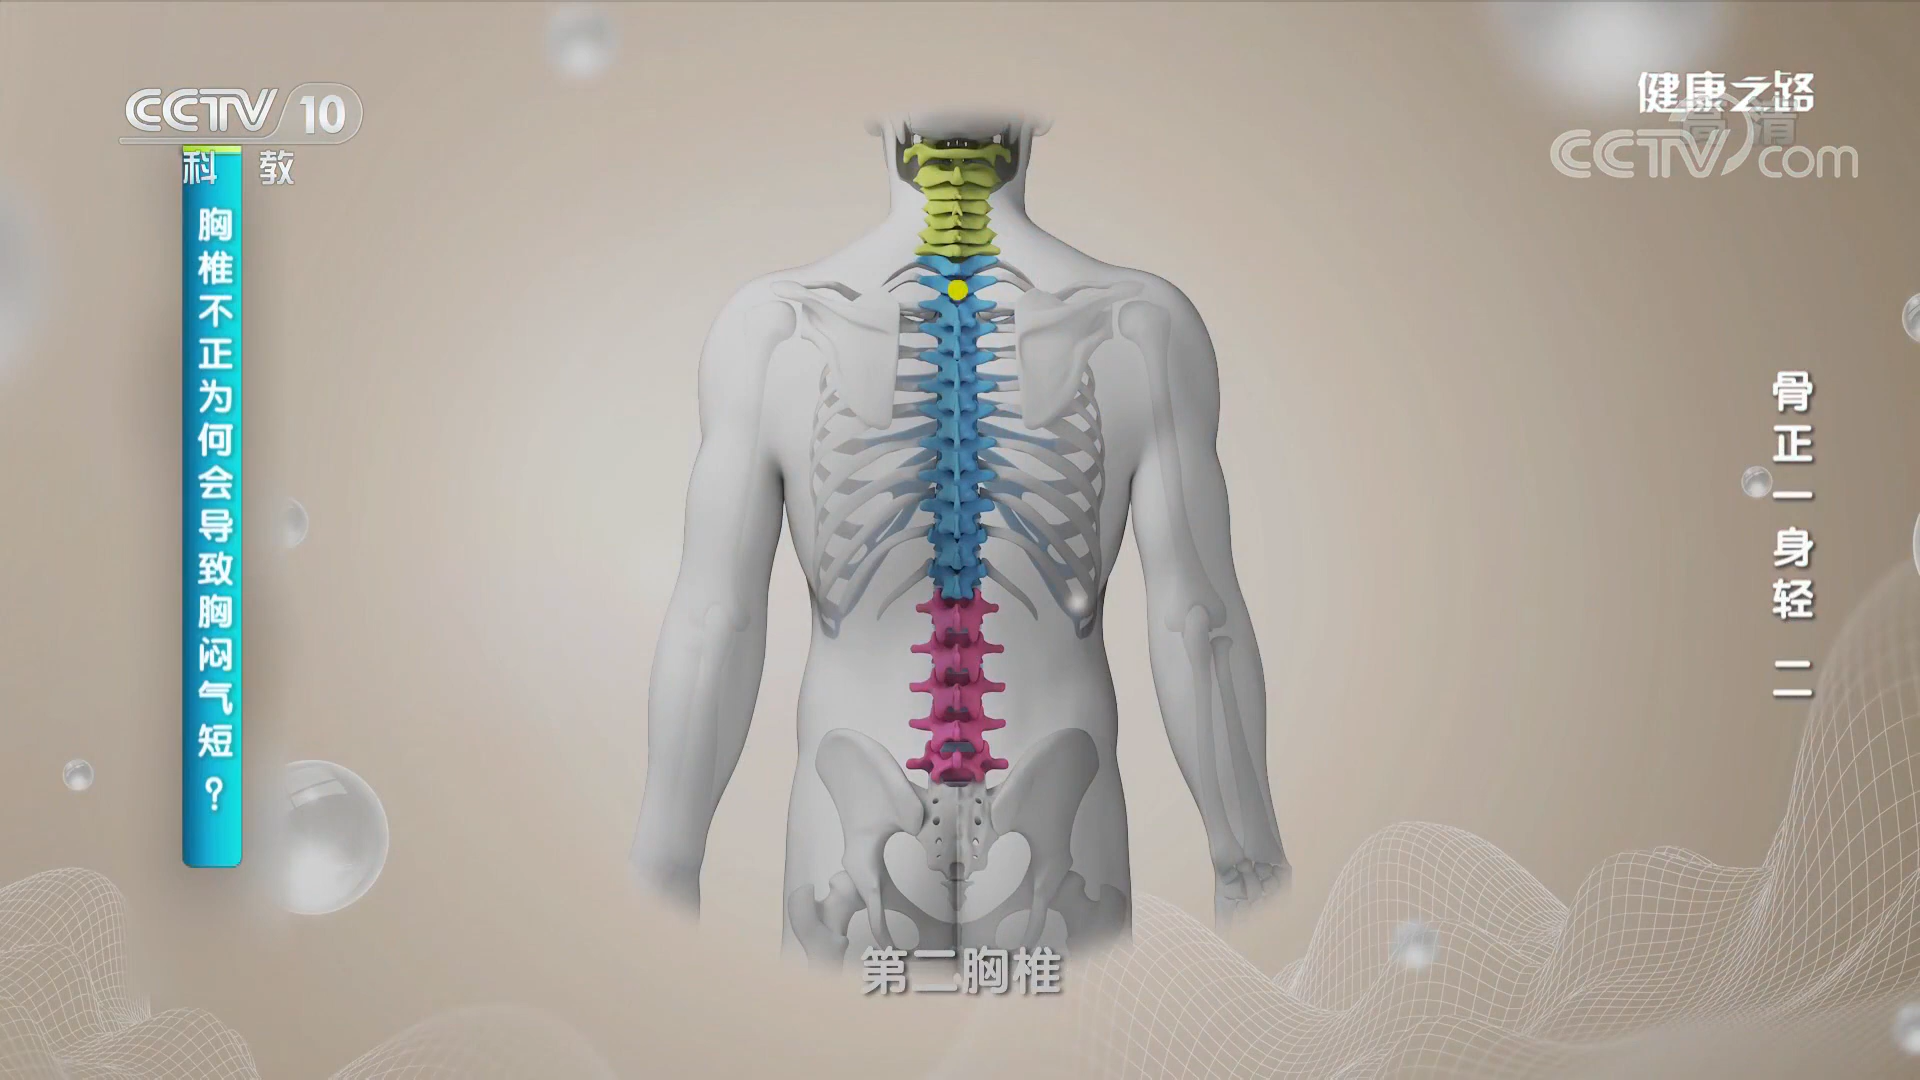 CCTV 10
科 教
胸椎不正为何会导致胸闷气短？
健康之路
高清
CCTV.com
骨正一身轻 二
第二胸椎